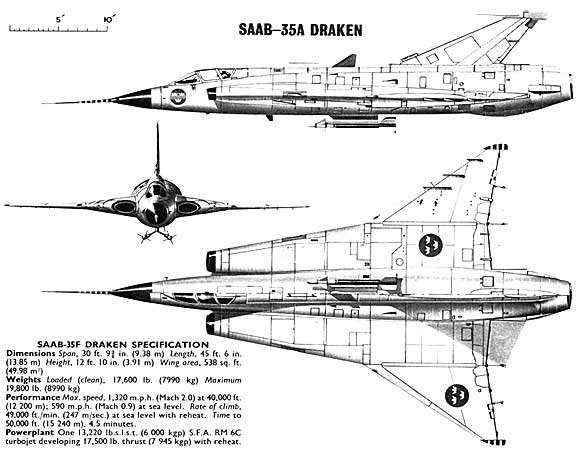 0 5' 10'
SAAB–35A DRAKEN
SAAB-35F DRAKEN SPECIFICATION
Dimensions Span, 30 ft. 9¾ in. (9.38 m) Length, 45 ft. 6 in.
(13.85 m) Height, 12 ft. 10 in. (3.91 m) Wing area, 538 sq. ft.
(49.98 m²)
Weights Loaded (clean), 17,600 lb. (7990 kg) Maximum
19,800 lb. (8990 kg)
Performance Max. speed, 1,320 m.p.h. (Mach 2.0) at 40,000 ft.
(12 200 m); 590 m.p.h. (Mach 0.9) at sea level. Rate of climb,
49,000 ft./min. (247 m/sec.) at sea level with reheat. Time to
50,000 ft. (15 240 m), 4.5 minutes.
Powerplant One 13,220 lb.s.l.s.t. (6 000 kgp) S.F.A. RM 6C
turbojet developing 17,500 lb. thrust (7 945 kgp) with reheat.